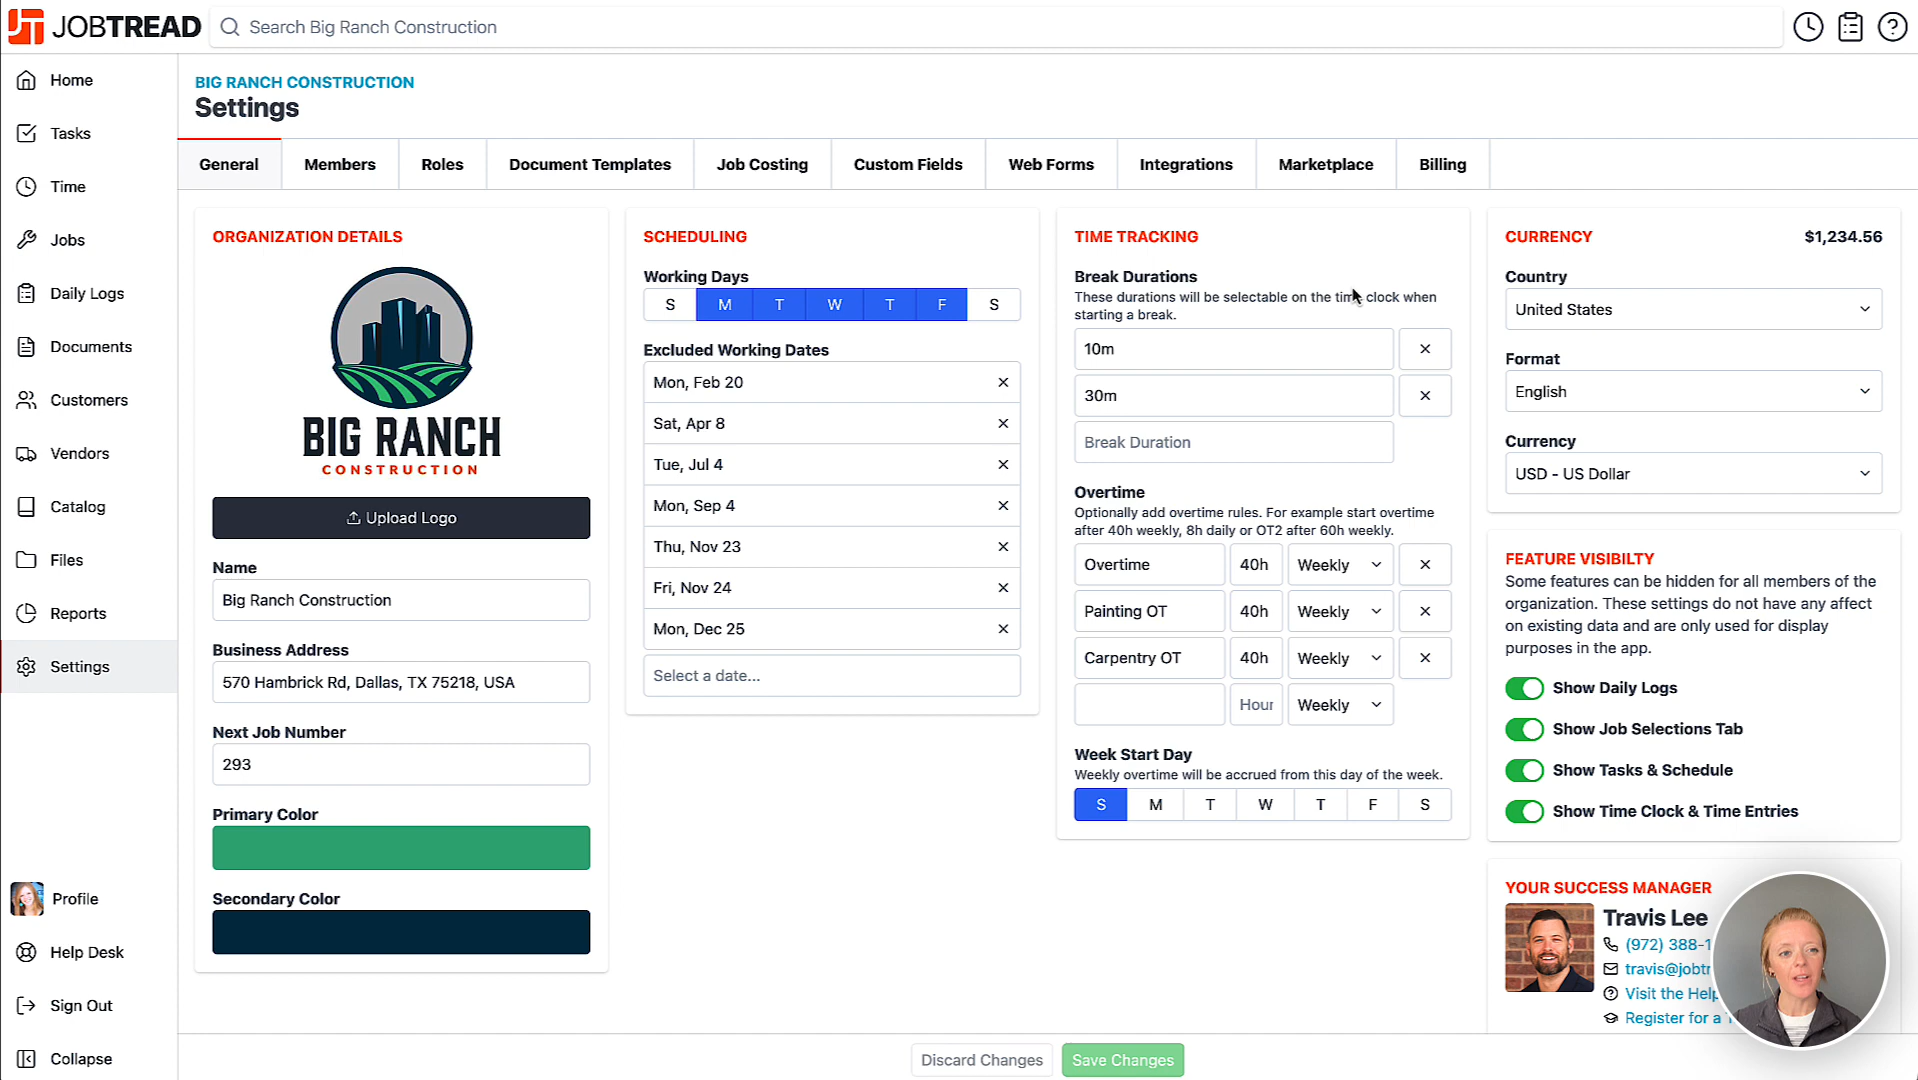 JOBTREAD
Search Big Ranch Construction
Home
Tasks
Time
Jobs
Daily Logs
Documents
Customers
Vendors
Catalog
Files
Reports
Settings
Profile
Help Desk
Sign Out
Collapse
BIG RANCH CONSTRUCTION
Settings
General
Members
Roles
Document Templates
Job Costing
Custom Fields
Web Forms
Integrations
Marketplace
Billing
ORGANIZATION DETAILS
BIG RANCH
CONSTRUCTION
Upload Logo
Name
Big Ranch Construction
Business Address
570 Hambrick Rd, Dallas, TX 75218, USA
Next Job Number
293
Primary Color
Secondary Color
SCHEDULING
Working Days
S M T W T F S
Excluded Working Dates
Mon, Feb 20
Sat, Apr 8
Tue, Jul 4
Mon, Sep 4
Thu, Nov 23
Fri, Nov 24
Mon, Dec 25
Select a date...
TIME TRACKING
Break Durations
These durations will be selectable on the time clock when
starting a break.
10m
30m
Break Duration
Overtime
Optionally add overtime rules. For example start overtime
after 40h weekly, 8h daily or OT2 after 60h weekly.
Overtime 40h Weekly
Painting OT 40h Weekly
Carpentry OT 40h Weekly
Hour Weekly
Week Start Day
Weekly overtime will be accrued from this day of the week.
S M T W T F S
CURRENCY $1,234.56
Country
United States
Format
English
Currency
USD - US Dollar
FEATURE VISIBILTY
Some features can be hidden for all members of the
organization. These settings do not have any affect
on existing data and are only used for display
purposes in the app.
Show Daily Logs
Show Job Selections Tab
Show Tasks & Schedule
Show Time Clock & Time Entries
YOUR SUCCESS MANAGER
Travis Lee
(972) 388-1
travis@jobtr
Visit the Help
Register for a
Discard Changes
Save Changes